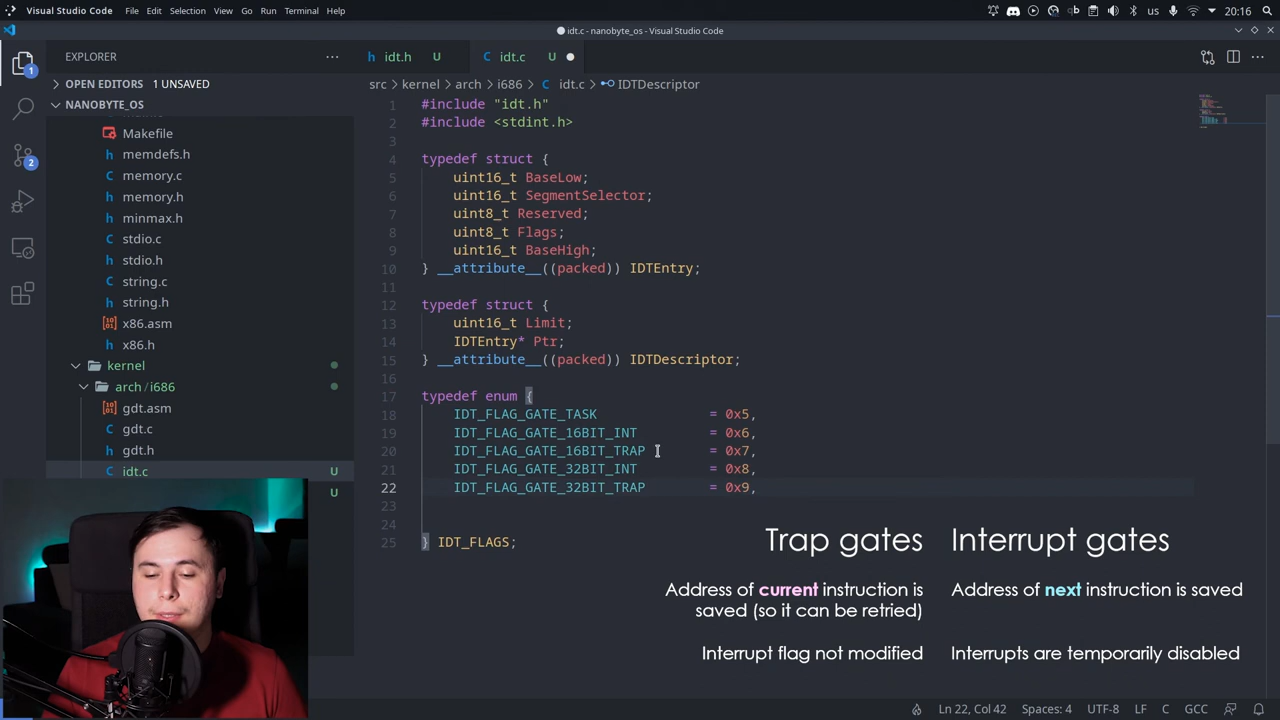 Visual Studio Code File Edit Selection View Go Run Terminal Help us 20:16
idt.c - nanobyte_os - Visual Studio Code
EXPLORER
OPEN EDITORS 1 UNSAVED
NANOBYTE_OS
Makefile
memdefs.h
memory.c
memory.h
minmax.h
stdio.c
stdio.h
string.c
string.h
x86.asm
x86.h
kernel
arch / i686
gdt.asm
gdt.c
gdt.h
idt.c U
U
1
2
idt.h U idt.c U
src > kernel > arch > i686 > C idt.c > IDTDescriptor
1 #include "idt.h"
2 #include <stdint.h>
3
4 typedef struct {
5 uint16_t BaseLow;
6 uint16_t SegmentSelector;
7 uint8_t Reserved;
8 uint8_t Flags;
9 uint16_t BaseHigh;
10 } __attribute__((packed)) IDTEntry;
11
12 typedef struct {
13 uint16_t Limit;
14 IDTEntry* Ptr;
15 } __attribute__((packed)) IDTDescriptor;
16
17 typedef enum {
18 IDT_FLAG_GATE_TASK = 0x5,
19 IDT_FLAG_GATE_16BIT_INT = 0x6,
20 IDT_FLAG_GATE_16BIT_TRAP = 0x7,
21 IDT_FLAG_GATE_32BIT_INT = 0x8,
22 IDT_FLAG_GATE_32BIT_TRAP = 0x9,
23
24
25 } IDT_FLAGS;
Trap gates
Address of current instruction is
saved (so it can be retried)
Interrupt flag not modified
Interrupt gates
Address of next instruction is saved
Interrupts are temporarily disabled
Ln 22, Col 42 Spaces: 4 UTF-8 LF C GCC